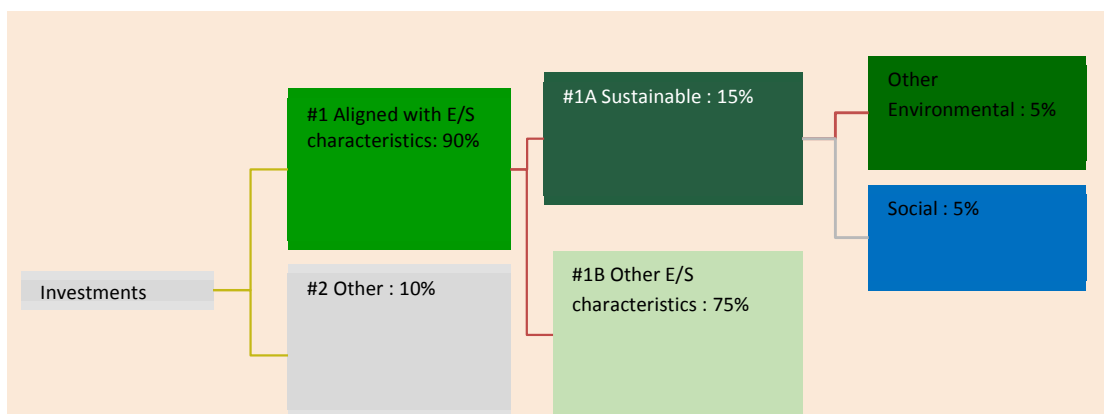 Investments
#1 Aligned with E/S
characteristics: 90%
#2 Other : 10%
#1A Sustainable : 15%
#1B Other E/S
characteristics : 75%
Other
Environmental : 5%
Social : 5%